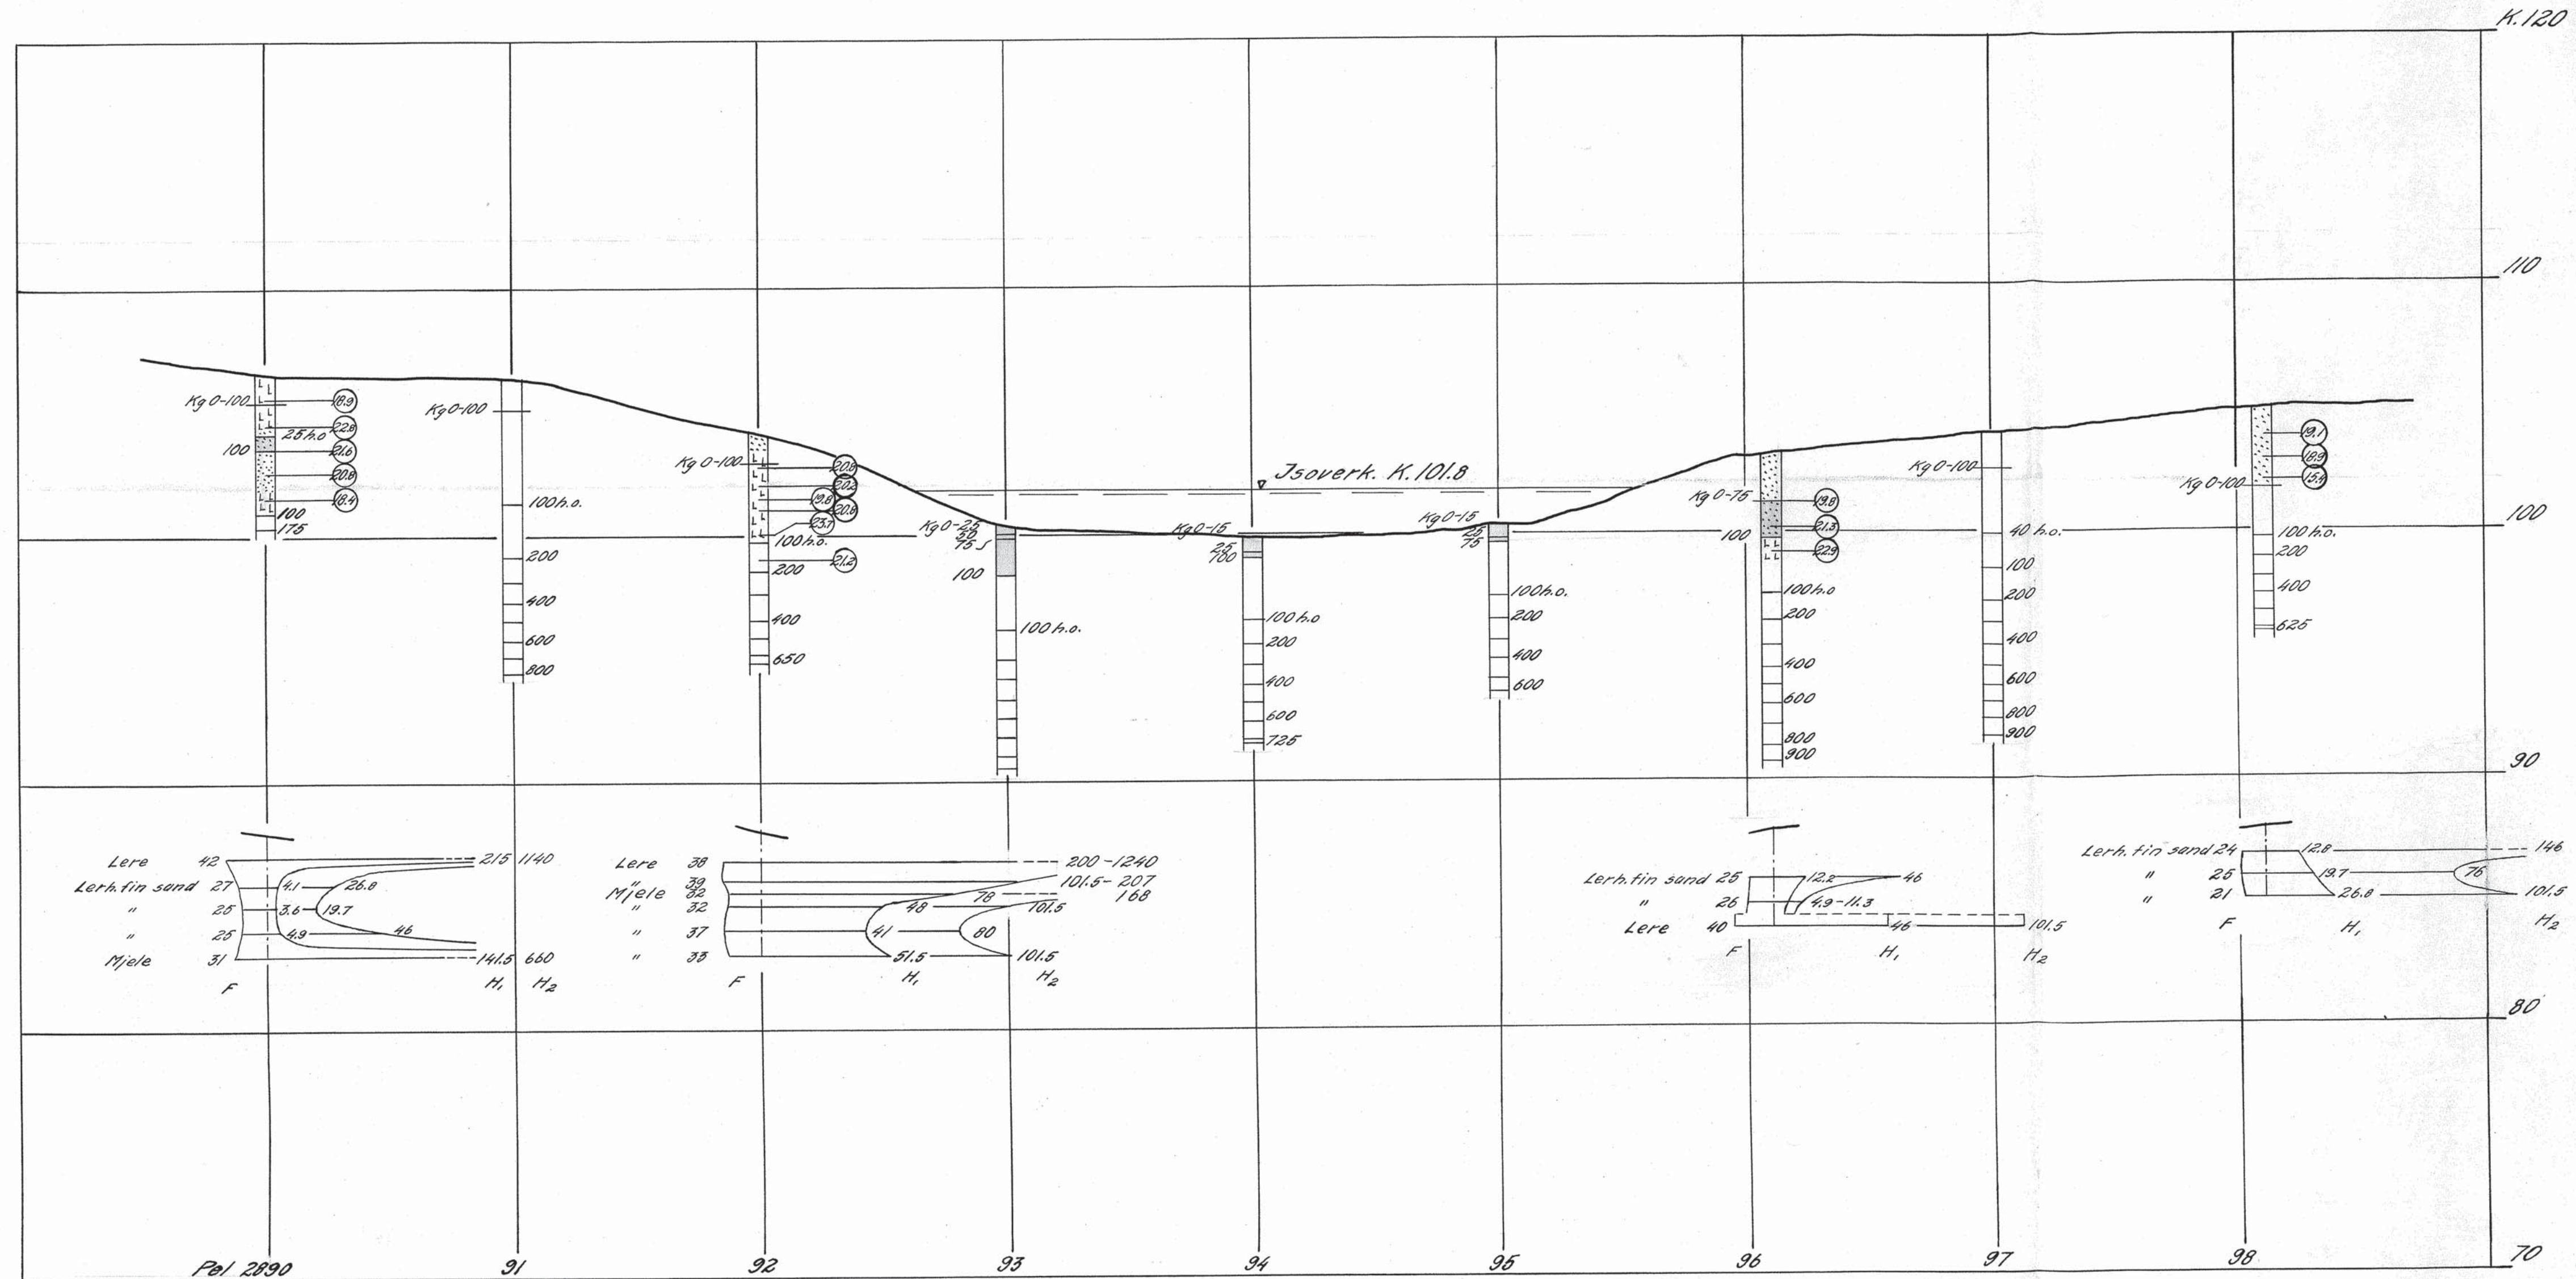 K.120
110
Kg 0-100
18.9
22.8
25 h.o
100
21.6
20.8
18.4
100
175
Kg 0-100
100 h.o.
200
400
600
800
Kg 0-100
20.8
20.2
19.8
20.6
23.7
100 h.o.
21.2
200
400
650
Kg 0-25
50
75 s
100
100 h.o.
Jsoverk. K.101.8
Kg 0-15
25
100
100 h.o
200
400
600
725
Kg 0-15
25
75
100 h.o.
200
400
600
Kg 0-75
19.8
21.3
100
22.9
100 h.o
200
400
600
800
900
Kg 0-100
40 h.o.
100
200
400
600
800
900
19.1
18.9
15.4
Kg 0-100
100 h.o.
200
400
625
100
90
Lere 42 215 1140
Lerh. fin sand 27 4.1 26.8
" 25 3.6 19.7
" 25 4.9 46
Mjele 31 141.5 660
F H1 H2
Lere 38 200-1240
" 39 101.5-207
Mjele 32 78 168
" 32 48 101.5
" 37 41 80
" 33 51.5 101.5
F H1 H2
Lerh. fin sand 25 12.2 46
" 26 4.9-11.3
Lere 40 46 101.5
F H1 H2
Lerh. fin sand 24 12.8 146
" 25 19.7 76
" 21 26.8 101.5
F H1 H2
80
70
Pel 2890 91 92 93 94 95 96 97 98